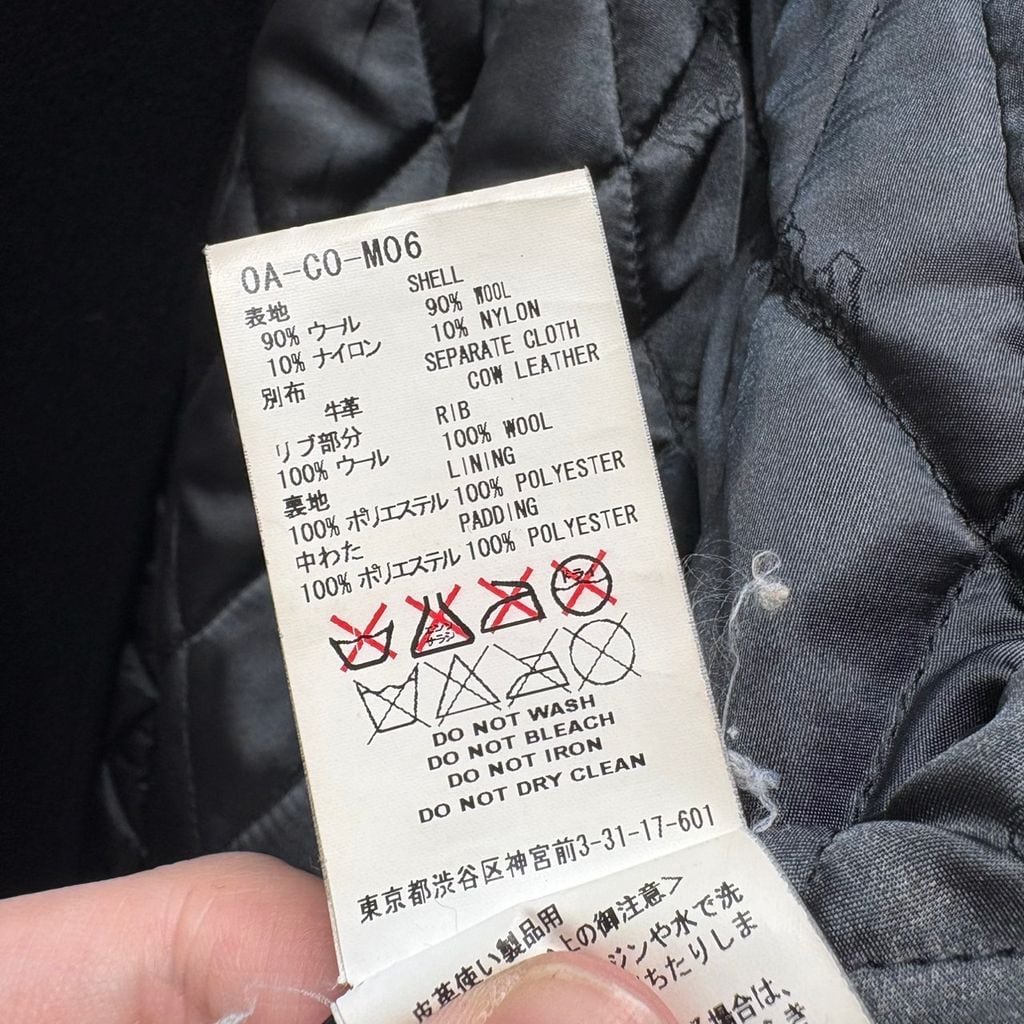 OA-CO-M06
表地 SHELL
90% ウール 90% WOOL
10% ナイロン 10% NYLON
別布 SEPARATE CLOTH
牛革 COW LEATHER
リブ部分 RIB
100% ウール 100% WOOL
裏地 LINING
100% ポリエステル 100% POLYESTER
中わた PADDING
100% ポリエステル 100% POLYESTER
エンソ ドライ
サラシ
DO NOT WASH
DO NOT BLEACH
DO NOT IRON
DO NOT DRY CLEAN
東京都渋谷区神宮前3-31-17-601
皮革使い製品用
上の御注意＞
ジンや水で洗
ちたりしま
場合は、